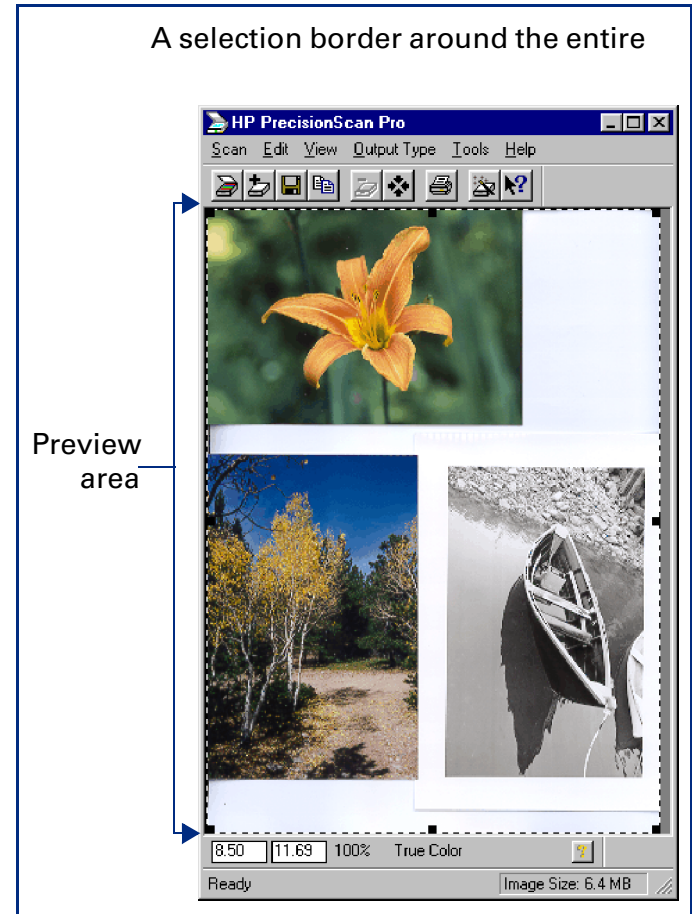 A selection border around the entire
HP PrecisionScan Pro
Scan Edit View Output Type Tools Help
Preview
area
8.50 11.69 100% True Color
Ready Image Size: 6.4 MB